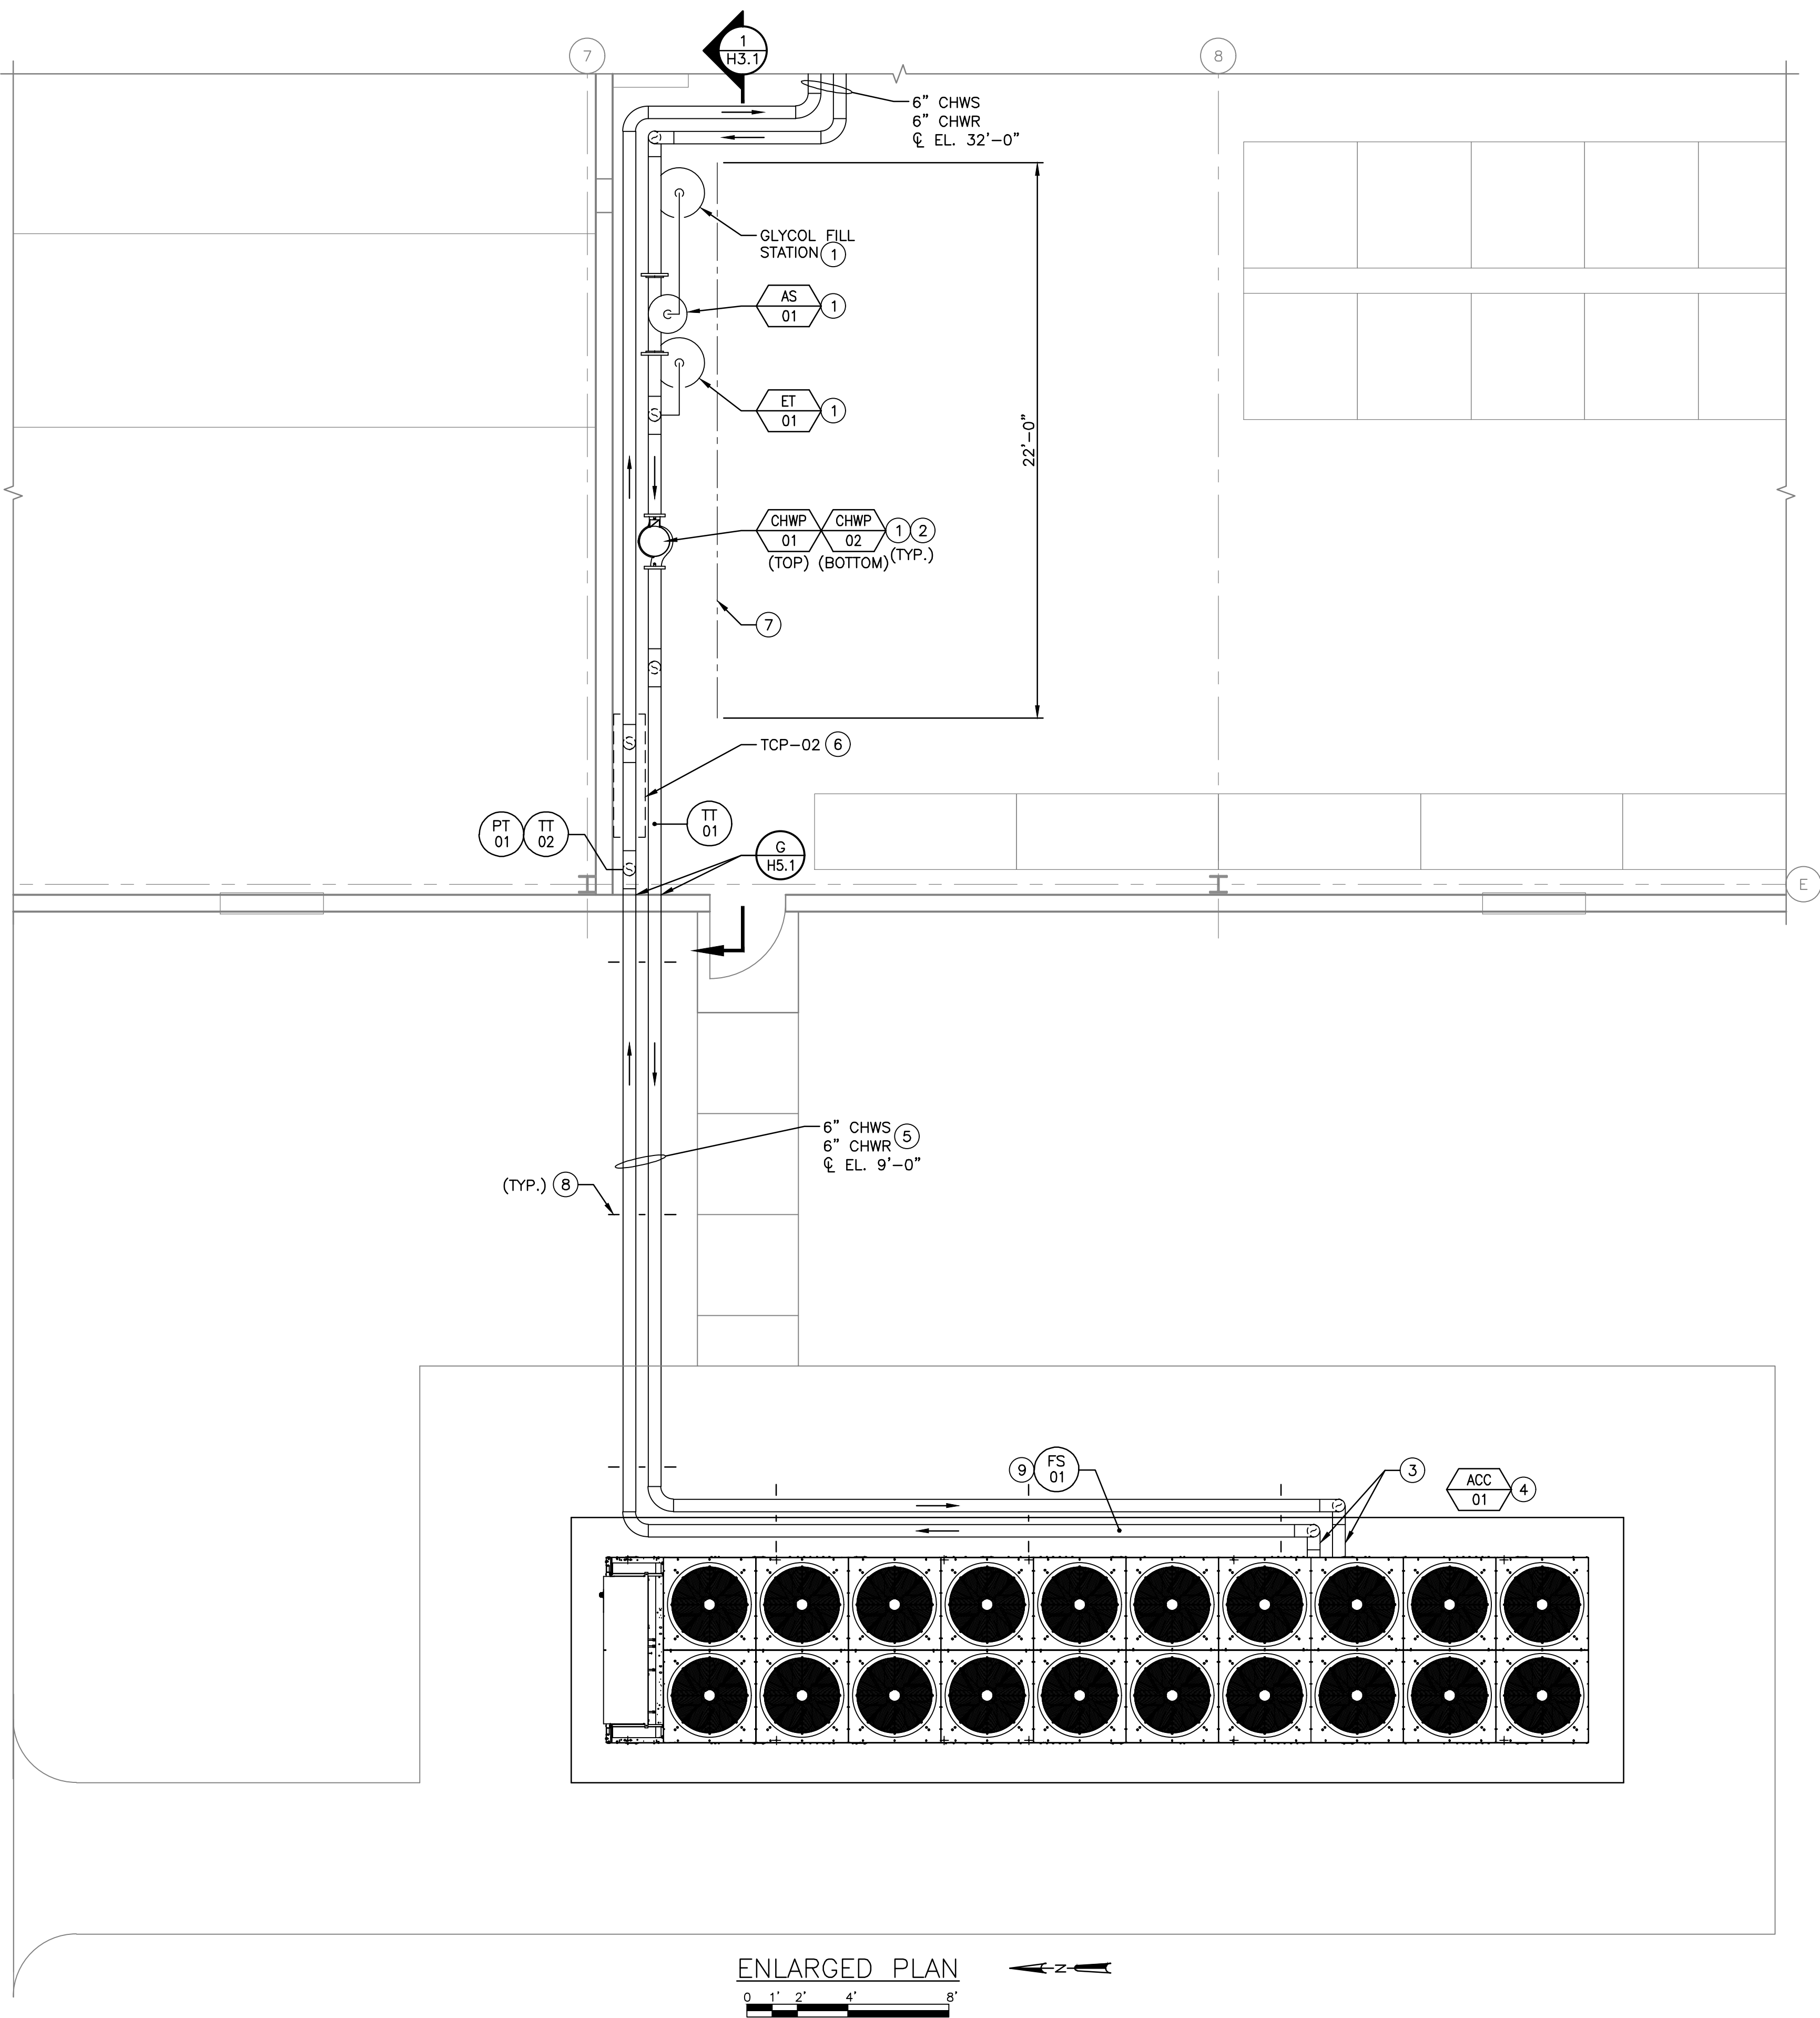 1
H3.1
7
8
6" CHWS
6" CHWR
℄ EL. 32'-0"
GLYCOL FILL
STATION 1
AS
01
1
ET
01
1
22'-0"
CHWP CHWP
01 02
1 2
(TOP) (BOTTOM) (TYP.)
7
TCP-02 6
PT TT
01 02
TT
01
G
H5.1
E
6" CHWS
6" CHWR 5
℄ EL. 9'-0"
(TYP.) 8
9
FS
01
3
ACC
01
4
ENLARGED PLAN
N
0 1' 2' 4' 8'